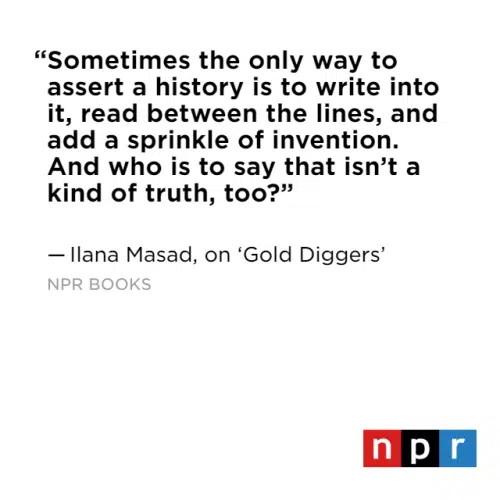 “Sometimes the only way to
assert a history is to write into
it, read between the lines, and
add a sprinkle of invention.
And who is to say that isn’t a
kind of truth, too?”
— Ilana Masad, on ‘Gold Diggers’
NPR BOOKS
npr